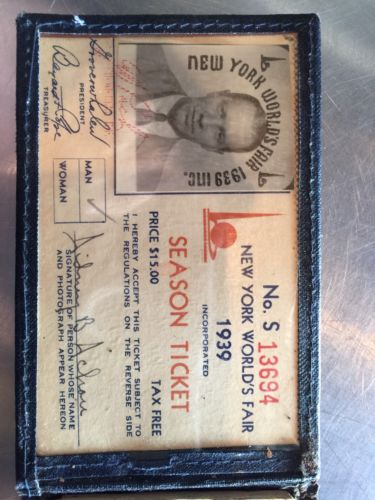 No. S 13694
NEW YORK WORLD'S FAIR
1939
INCORPORATED
SEASON TICKET
PRICE $15.00
TAX FREE
I HEREBY ACCEPT THIS TICKET SUBJECT TO
THE REGULATIONS ON THE REVERSE SIDE
SIGNATURE OF PERSON WHOSE NAME
AND PHOTOGRAPH APPEAR HEREON
MAN
WOMAN
NEW YORK WORLD'S FAIR
1939 INC.
Grover Whalen
PRESIDENT
TREASURER